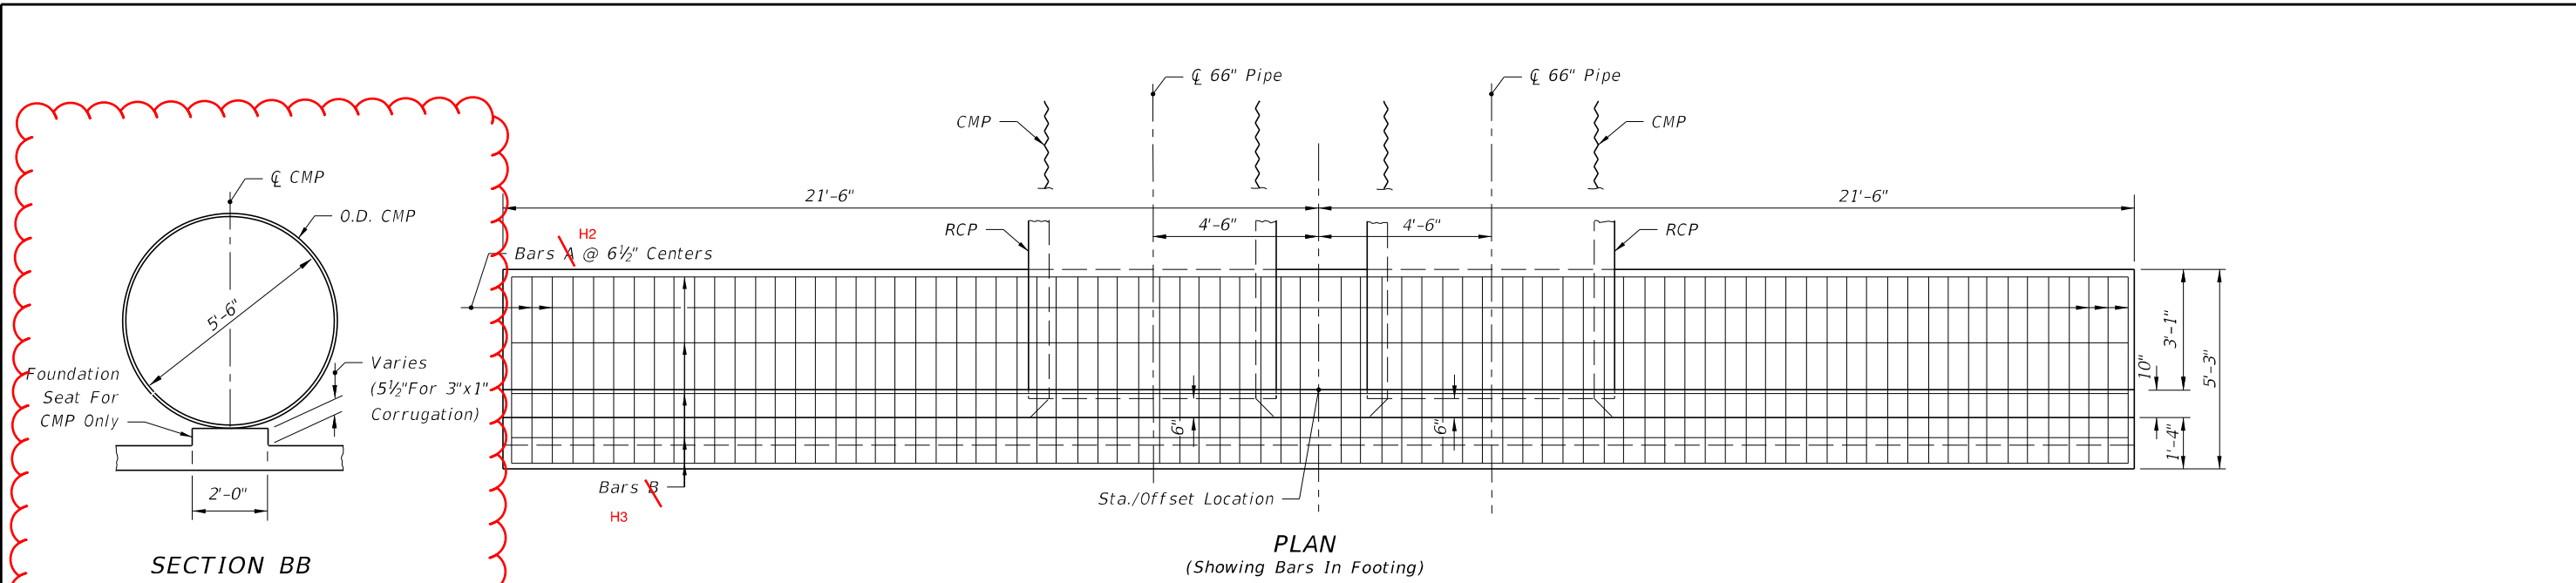 ℄ CMP
O.D. CMP
5'-6"
Foundation
Seat For
CMP Only
Varies
(5½"For 3"x1"
Corrugation)
2'-0"
SECTION BB
℄ 66" Pipe
℄ 66" Pipe
CMP
CMP
21'-6"
21'-6"
4'-6"
4'-6"
RCP
RCP
H2
Bars A @ 6½" Centers
3'-1"
10"
5'-3"
1'-4"
6"
6"
Bars B
H3
Sta./Offset Location
PLAN
(Showing Bars In Footing)